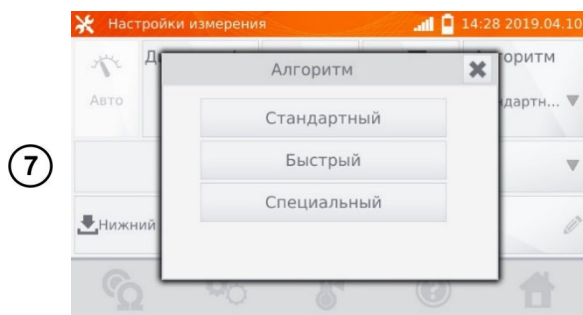 Настройки измерения 14:28 2019.04.10
Алгоритм
Авто
Стандартный
Быстрый
Специальный
7
Нижний